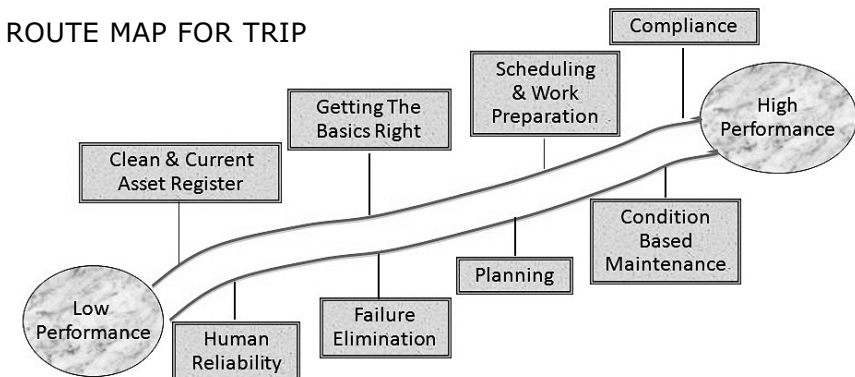 ROUTE MAP FOR TRIP
Compliance
Scheduling
& Work
Preparation
High
Performance
Getting The
Basics Right
Clean & Current
Asset Register
Condition
Based
Maintenance
Planning
Low
Performance
Failure
Elimination
Human
Reliability